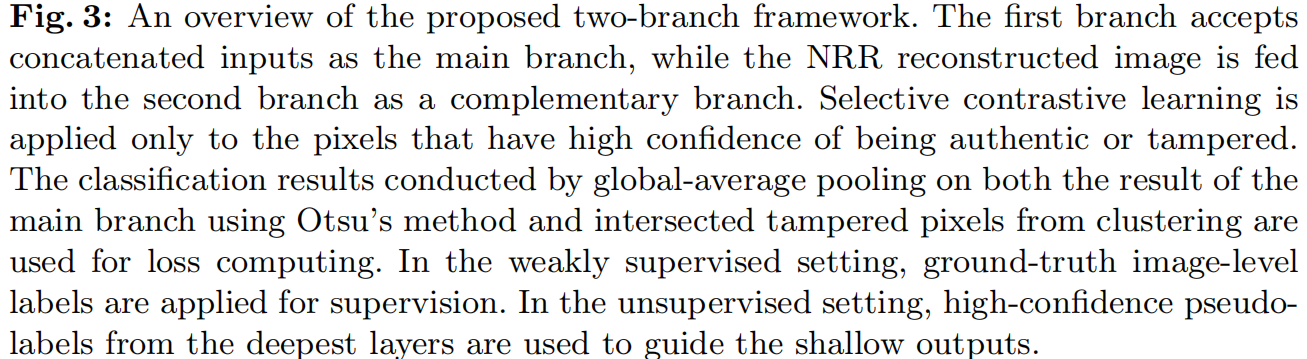 Fig. 3: An overview of the proposed two-branch framework. The first branch accepts
concatenated inputs as the main branch, while the NRR reconstructed image is fed
into the second branch as a complementary branch. Selective contrastive learning is
applied only to the pixels that have high confidence of being authentic or tampered.
The classification results conducted by global-average pooling on both the result of the
main branch using Otsu's method and intersected tampered pixels from clustering are
used for loss computing. In the weakly supervised setting, ground-truth image-level
labels are applied for supervision. In the unsupervised setting, high-confidence pseudo-
labels from the deepest layers are used to guide the shallow outputs.